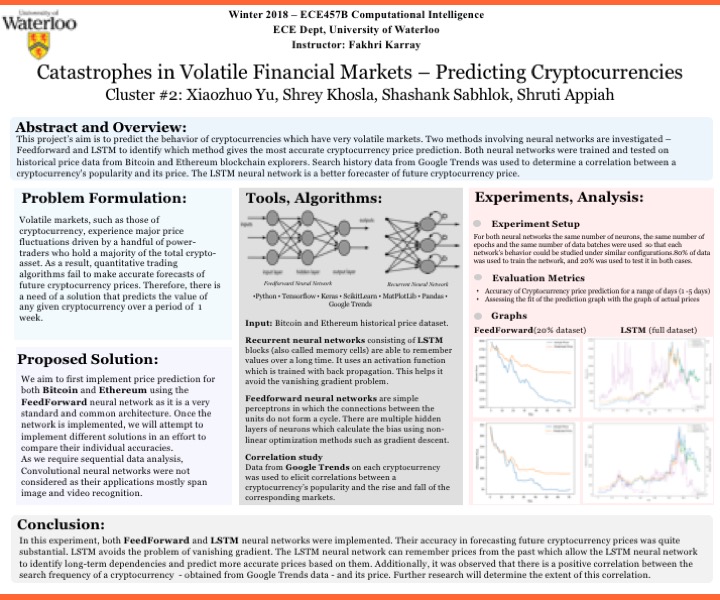 University of
Waterloo
Winter 2018 – ECE457B Computational Intelligence
ECE Dept, University of Waterloo
Instructor: Fakhri Karray
Catastrophes in Volatile Financial Markets – Predicting Cryptocurrencies
Cluster #2: Xiaozhuo Yu, Shrey Khosla, Shashank Sabhlok, Shruti Appiah
Abstract and Overview:
This project's aim is to predict the behavior of cryptocurrencies which have very volatile markets. Two methods involving neural networks are investigated –
Feedforward and LSTM to identify which method gives the most accurate cryptocurrency price prediction. Both neural networks were trained and tested on
historical price data from Bitcoin and Ethereum blockchain explorers. Search history data from Google Trends was used to determine a correlation between a
cryptocurrency's popularity and its price. The LSTM neural network is a better forecaster of future cryptocurrency price.
Problem Formulation:
Volatile markets, such as those of
cryptocurrency, experience major price
fluctuations driven by a handful of power-
traders who hold a majority of the total crypto-
asset. As a result, quantitative trading
algorithms fail to make accurate forecasts of
future cryptocurrency prices. Therefore, there is
a need of a solution that predicts the value of
any given cryptocurrency over a period of 1
week.
Proposed Solution:
We aim to first implement price prediction for
both Bitcoin and Ethereum using the
FeedForward neural network as it is a very
standard and common architecture. Once the
network is implemented, we will attempt to
implement different solutions in an effort to
compare their individual accuracies.
As we require sequential data analysis,
Convolutional neural networks were not
considered as their applications mostly span
image and video recognition.
Tools, Algorithms:
inputs
outputs
input layer hidden layer output layer
Feedforward Neural Network
Recurrent Neural Network
•Python • Tensorflow • Keras • ScikitLearn • MatPlotLib • Pandas •
Google Trends
Input: Bitcoin and Ethereum historical price dataset.
Recurrent neural networks consisting of LSTM
blocks (also called memory cells) are able to remember
values over a long time. It uses an activation function
which is trained with back propagation. This helps it
avoid the vanishing gradient problem.
Feedforward neural networks are simple
perceptrons in which the connections between the
units do not form a cycle. There are multiple hidden
layers of neurons which calculate the bias using non-
linear optimization methods such as gradient descent.
Correlation study
Data from Google Trends on each cryptocurrency
was used to elicit correlations between a
cryptocurrency's popularity and the rise and fall of the
corresponding markets.
Experiments, Analysis:
Experiment Setup
For both neural networks the same number of neurons, the same number of
epochs and the same number of data batches were used so that each
network's behavior could be studied under similar configurations.80% of data
was used to train the network, and 20% was used to test it in both cases.
Evaluation Metrics
• Accuracy of Cryptocurrency price prediction for a range of days (1 -5 days)
• Assessing the fit of the prediction graph with the graph of actual prices
Graphs
FeedForward(20% dataset)
LSTM (full dataset)
Conclusion:
In this experiment, both FeedForward and LSTM neural networks were implemented. Their accuracy in forecasting future cryptocurrency prices was quite
substantial. LSTM avoids the problem of vanishing gradient. The LSTM neural network can remember prices from the past which allow the LSTM neural network
to identify long-term dependencies and predict more accurate prices based on them. Additionally, it was observed that there is a positive correlation between the
search frequency of a cryptocurrency - obtained from Google Trends data - and its price. Further research will determine the extent of this correlation.